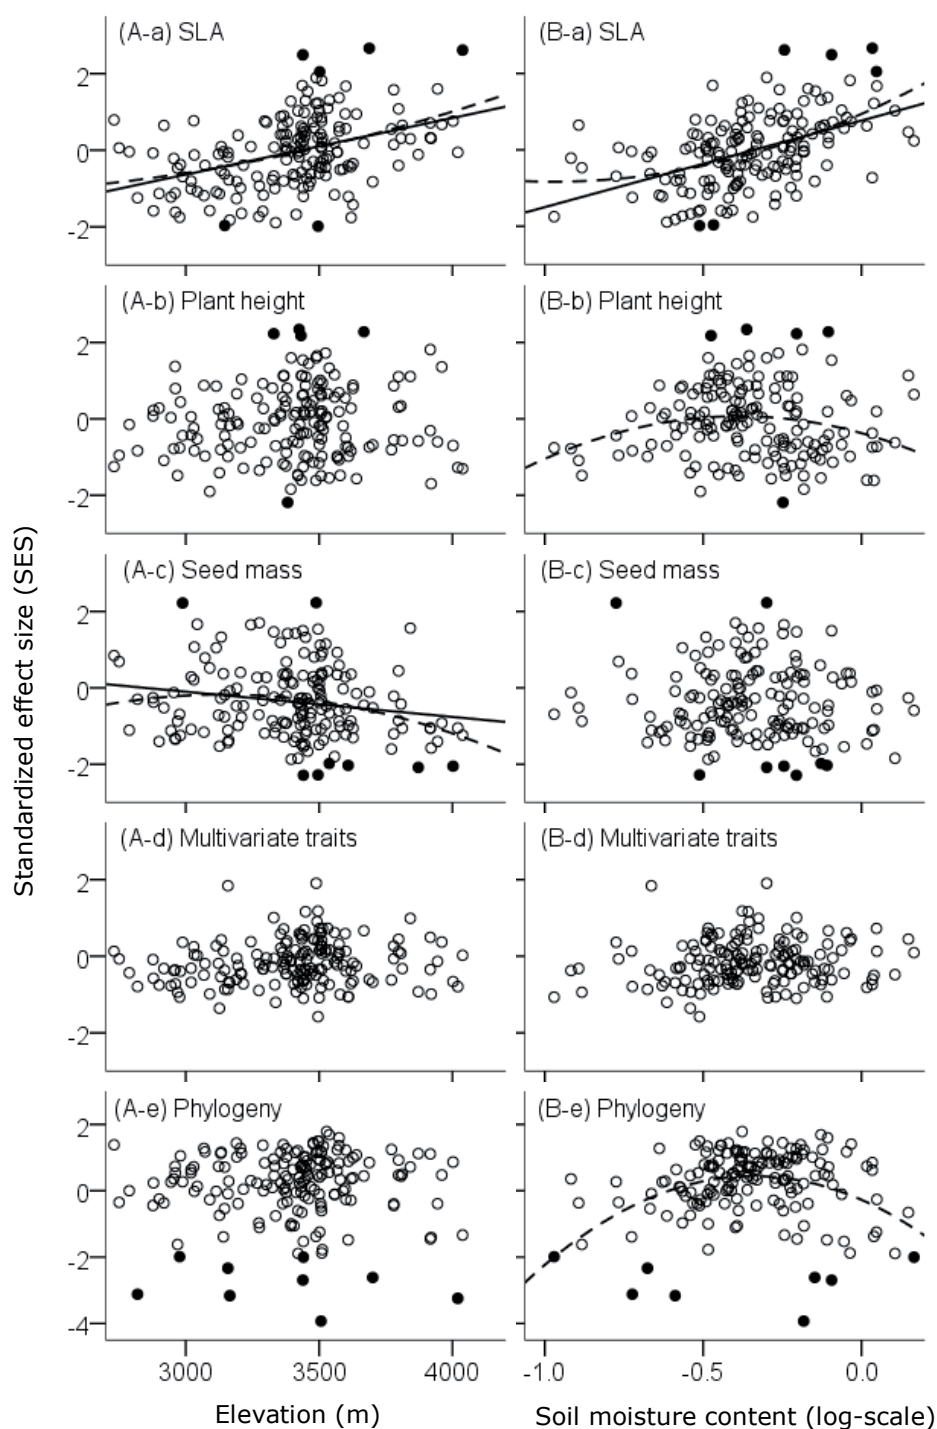 (A-a) SLA
(B-a) SLA
2
0
-2
(A-b) Plant height
(B-b) Plant height
2
0
-2
(A-c) Seed mass
(B-c) Seed mass
2
0
-2
(A-d) Multivariate traits
(B-d) Multivariate traits
2
0
-2
(A-e) Phylogeny
(B-e) Phylogeny
2
0
-2
-4
Standardized effect size (SES)
3000 3500 4000
-1.0 -0.5 0.0
Elevation (m)
Soil moisture content (log-scale)